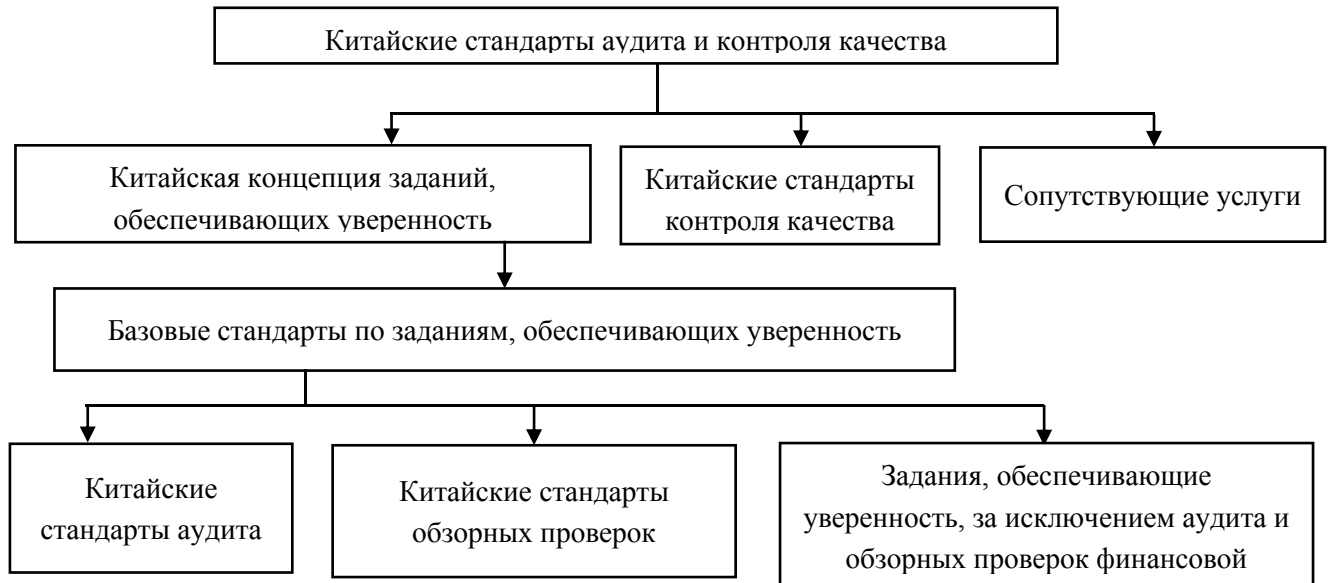 Китайские стандарты аудита и контроля качества
Китайская концепция заданий,
обеспечивающих уверенность
Китайские стандарты
контроля качества
Сопутствующие услуги
Базовые стандарты по заданиям, обеспечивающих уверенность
Китайские
стандарты аудита
Китайские стандарты
обзорных проверок
Задания, обеспечивающие
уверенность, за исключением аудита и
обзорных проверок финансовой